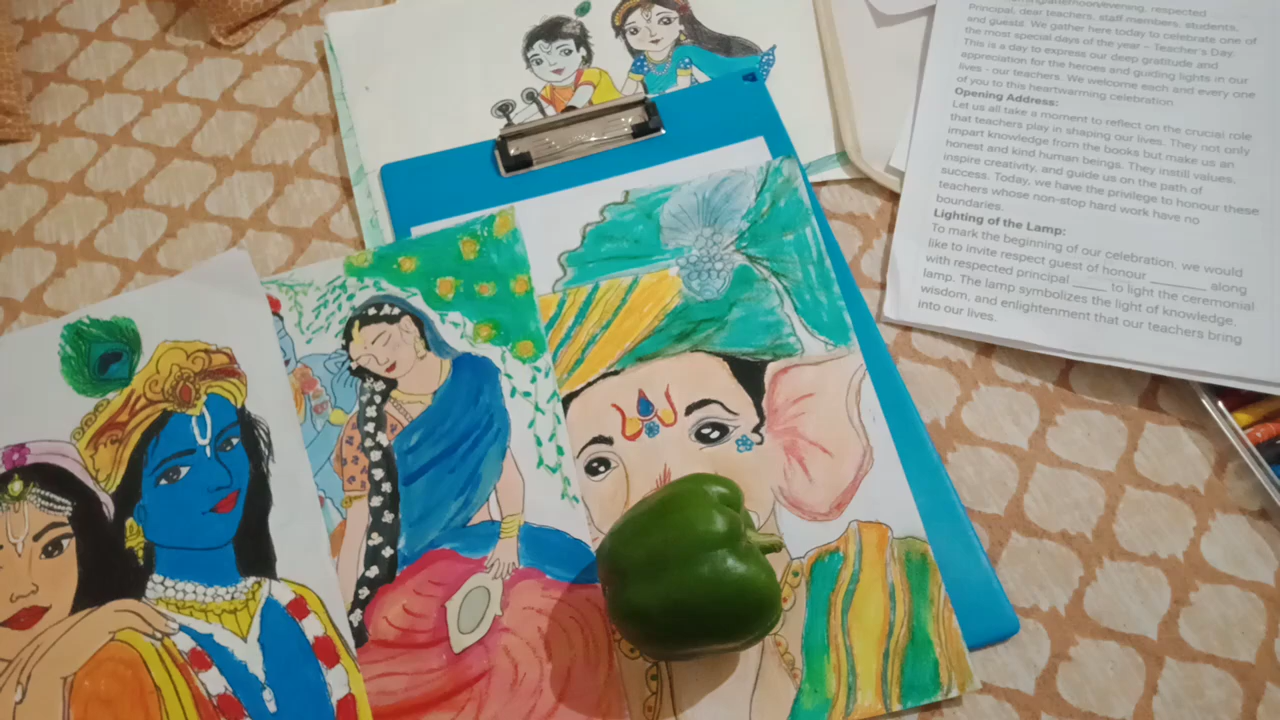 respected
Principal, dear teachers, staff members, students,
and guests. We gather here today to celebrate one of
the most special days of the year – Teacher's Day.
This is a day to express our deep gratitude and
appreciation for the heroes and guiding lights in our
lives - our teachers. We welcome each and every one
of you to this heartwarming celebration
Opening Address:
Let us all take a moment to reflect on the crucial role
that teachers play in shaping our lives. They not only
impart knowledge from the books but make us an
honest and kind human beings. They instill values,
inspire creativity, and guide us on the path of
success. Today, we have the privilege to honour these
teachers whose non-stop hard work have no
boundaries.
Lighting of the Lamp:
To mark the beginning of our celebration, we would
like to invite respect guest of honour ________ along
with respected principal _____ to light the ceremonial
lamp. The lamp symbolizes the light of knowledge,
wisdom, and enlightenment that our teachers bring
into our lives.